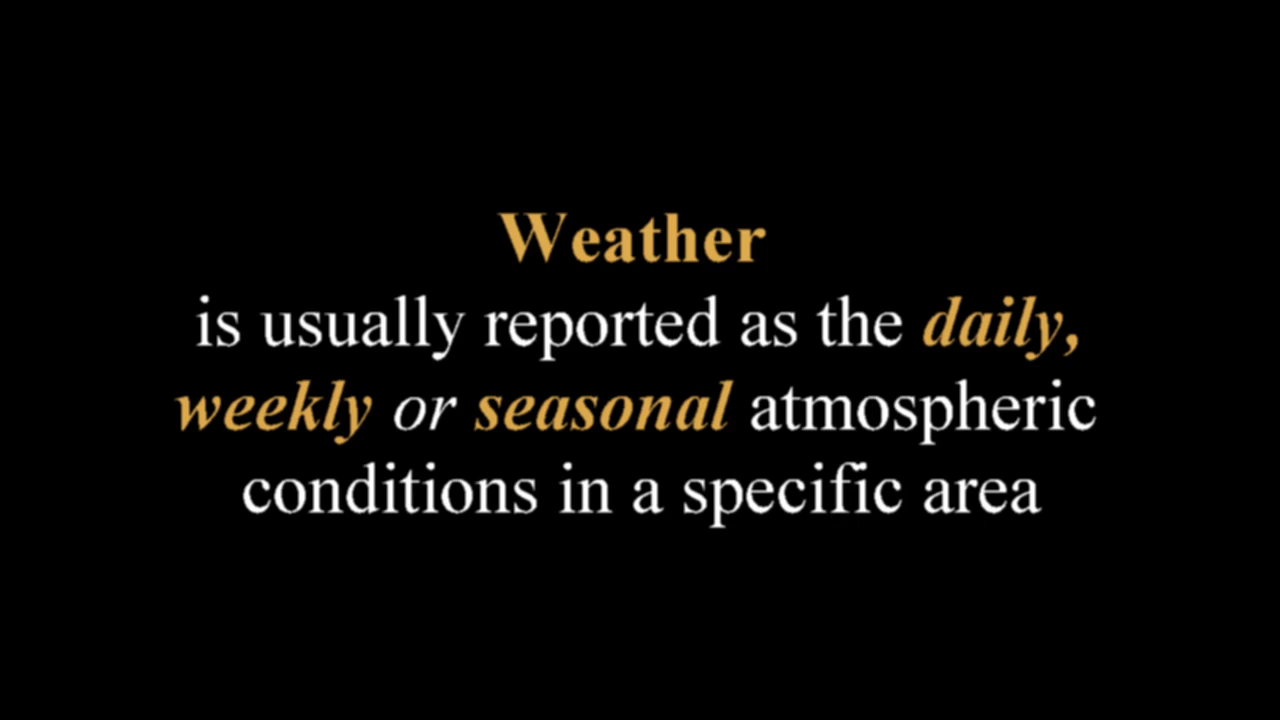 Weather
is usually reported as the daily,
weekly or seasonal atmospheric
conditions in a specific area